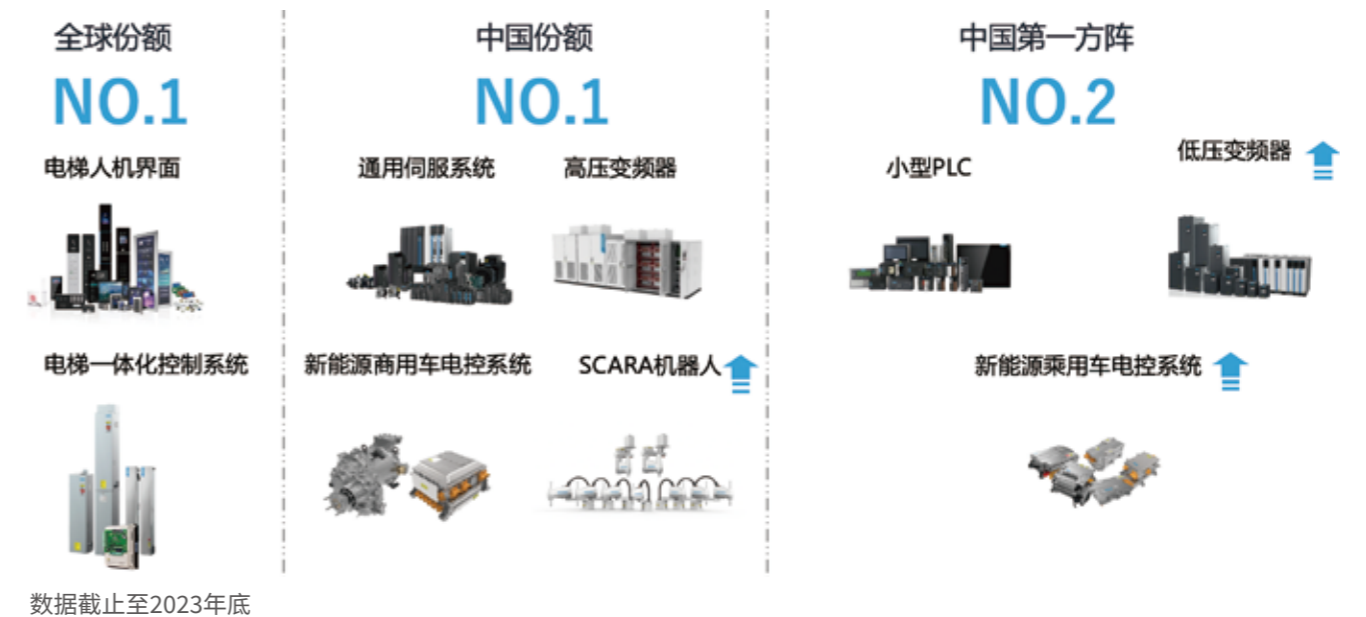 全球份额
NO.1
电梯人机界面
电梯一体化控制系统
中国份额
NO.1
通用伺服系统
高压变频器
新能源商用车电控系统
SCARA机器人
中国第一方阵
NO.2
小型PLC
低压变频器
新能源乘用车电控系统
数据截止至2023年底